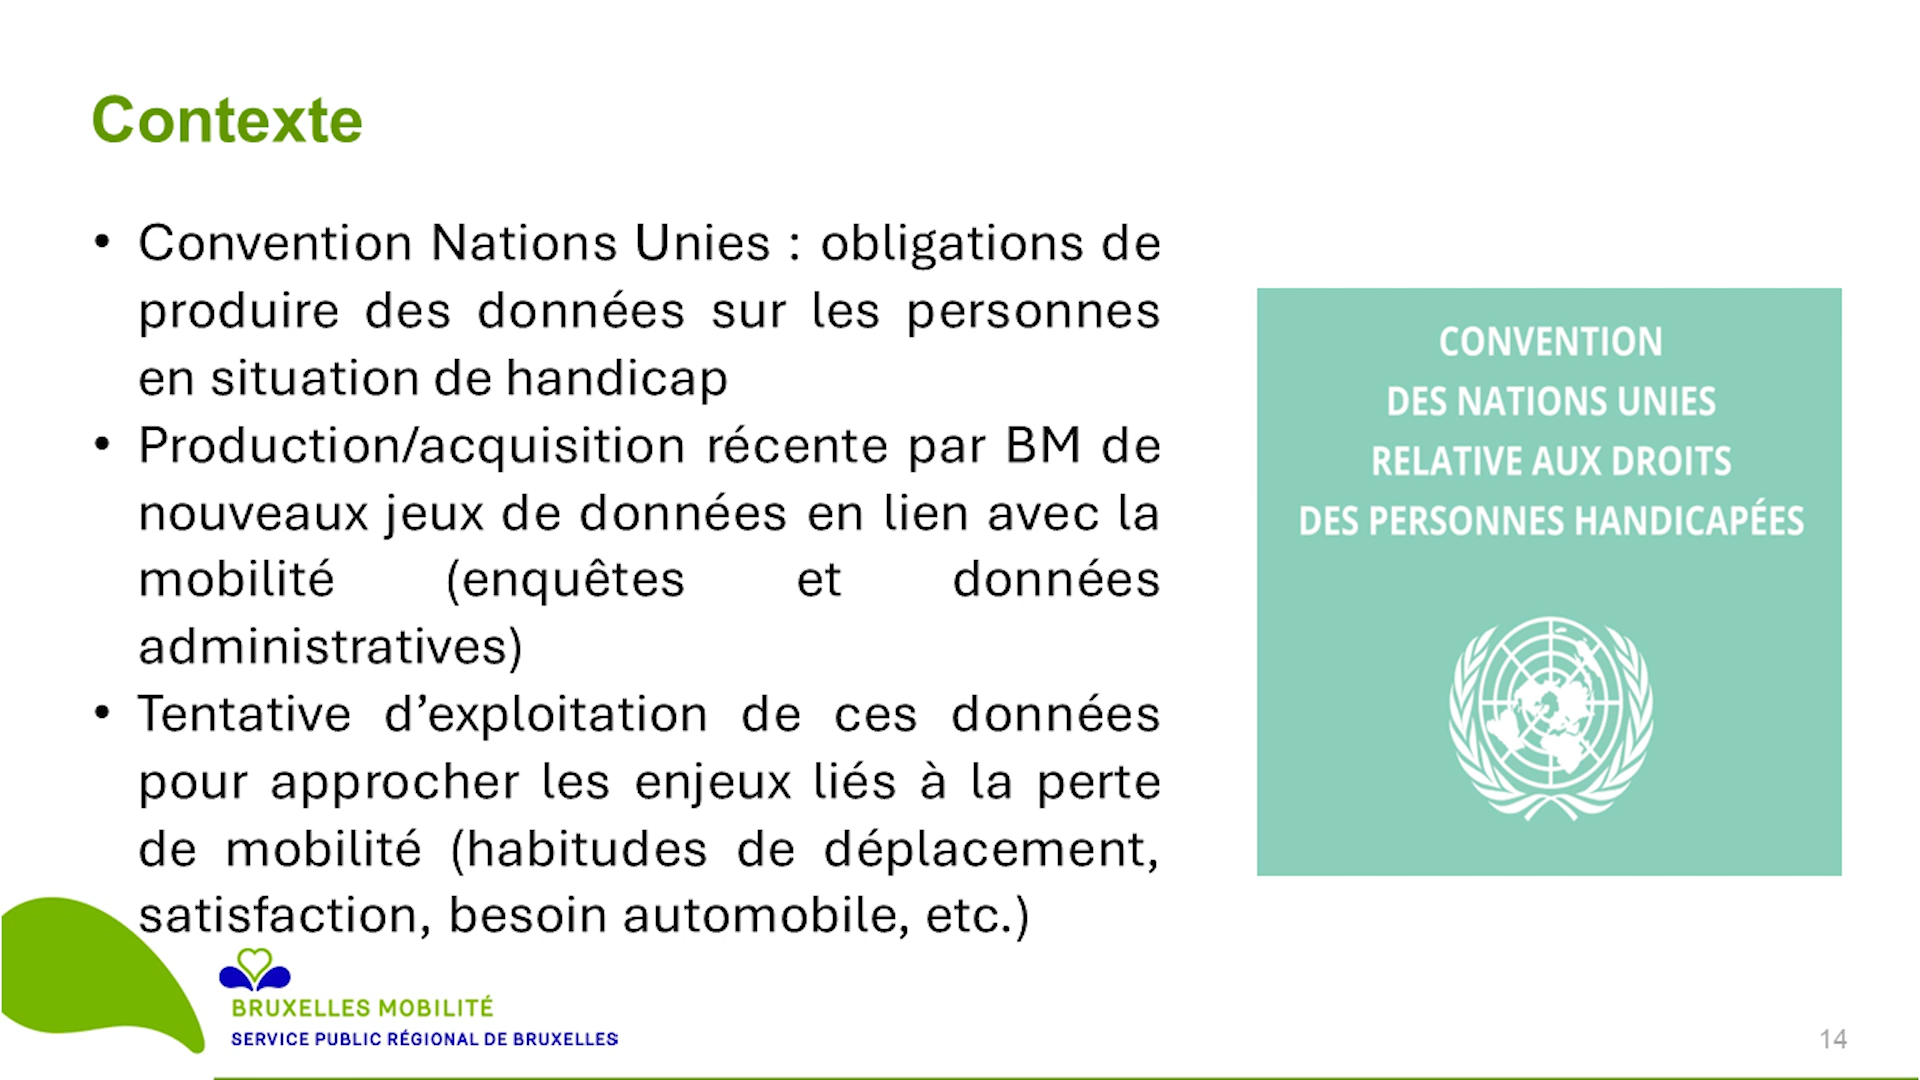 Contexte
• Convention Nations Unies : obligations de
produire des données sur les personnes
en situation de handicap
• Production/acquisition récente par BM de
nouveaux jeux de données en lien avec la
mobilité (enquêtes et données
administratives)
• Tentative d’exploitation de ces données
pour approcher les enjeux liés à la perte
de mobilité (habitudes de déplacement,
satisfaction, besoin automobile, etc.)
CONVENTION
DES NATIONS UNIES
RELATIVE AUX DROITS
DES PERSONNES HANDICAPÉES
BRUXELLES MOBILITÉ
SERVICE PUBLIC RÉGIONAL DE BRUXELLES
14